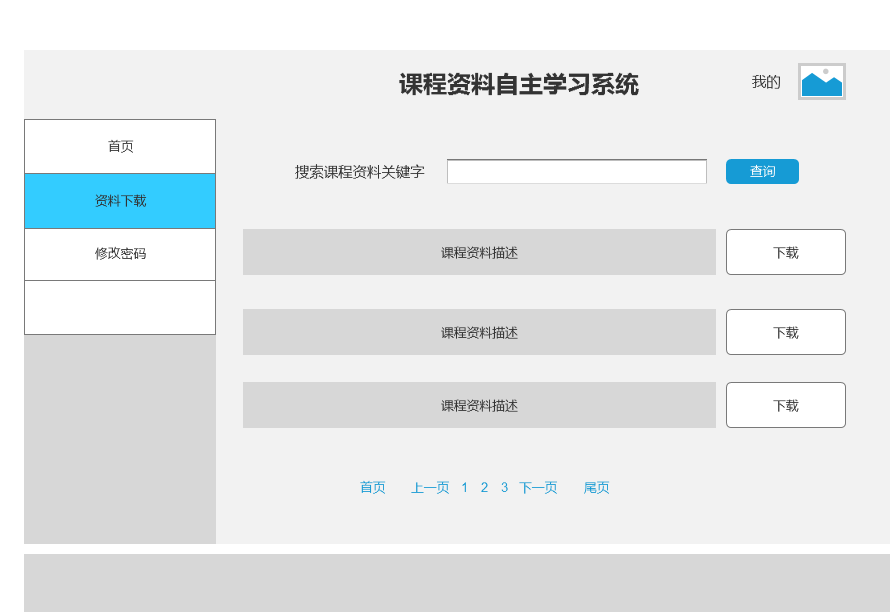 课程资料自主学习系统
我的
首页
资料下载
修改密码
搜索课程资料关键字
查询
课程资料描述
下载
课程资料描述
下载
课程资料描述
下载
首页 上一页 1 2 3 下一页 尾页